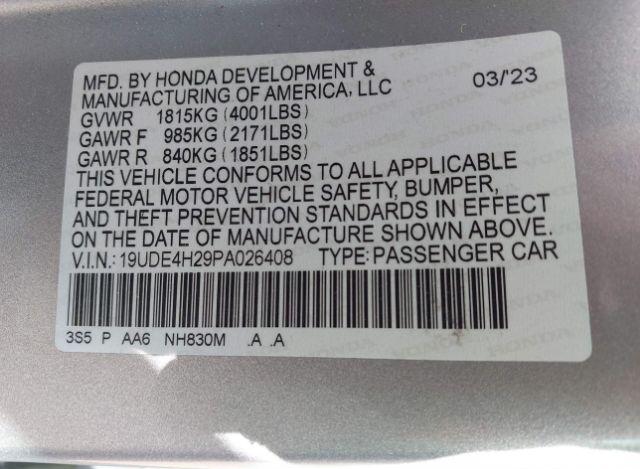 MFD. BY HONDA DEVELOPMENT &
MANUFACTURING OF AMERICA, LLC 03/'23
GVWR 1815KG (4001LBS)
GAWR F 985KG (2171LBS)
GAWR R 840KG (1851LBS)
THIS VEHICLE CONFORMS TO ALL APPLICABLE
FEDERAL MOTOR VEHICLE SAFETY, BUMPER,
AND THEFT PREVENTION STANDARDS IN EFFECT
ON THE DATE OF MANUFACTURE SHOWN ABOVE.
V.I.N.: 19UDE4H29PA026408 TYPE: PASSENGER CAR
3S5 P AA6 NH830M .A .A